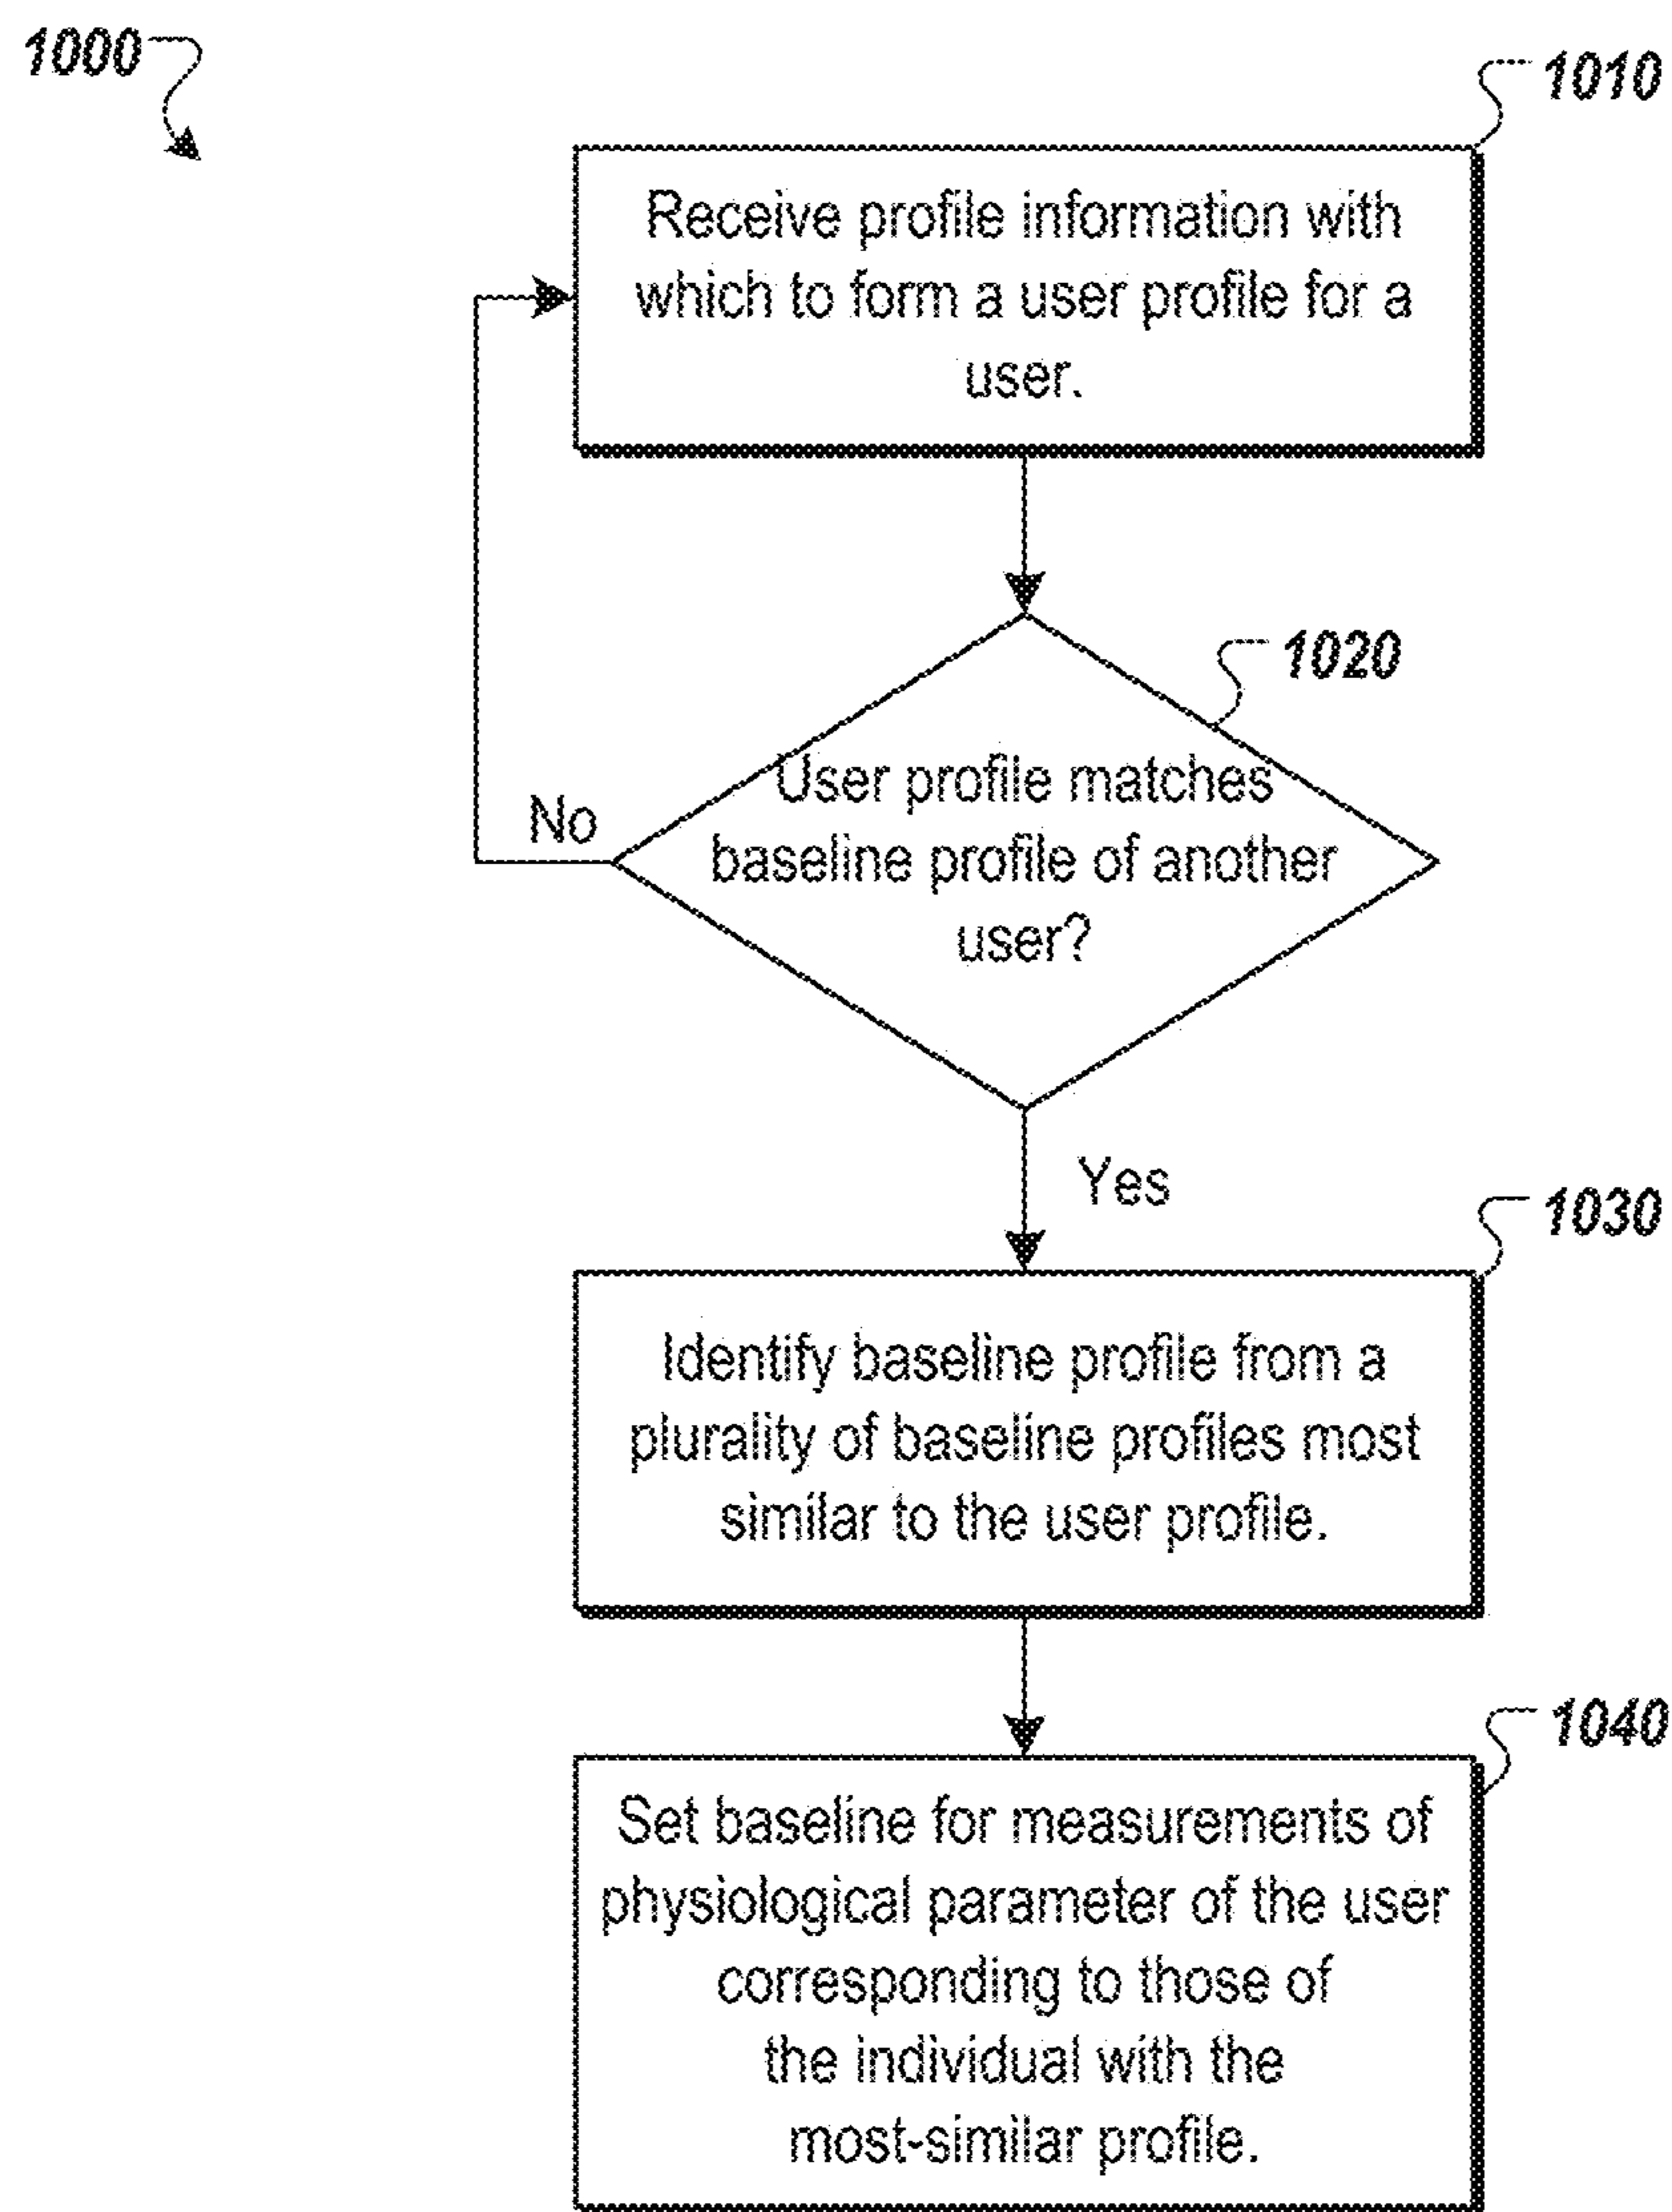 1000
1010
Receive profile information with
which to form a user profile for a
user.
1020
User profile matches
No
baseline profile of another
user?
Yes
1030
Identify baseline profile from a
plurality of baseline profiles most
similar to the user profile.
1040
Set baseline for measurements of
physiological parameter of the user
corresponding to those of
the individual with the
most-similar profile.